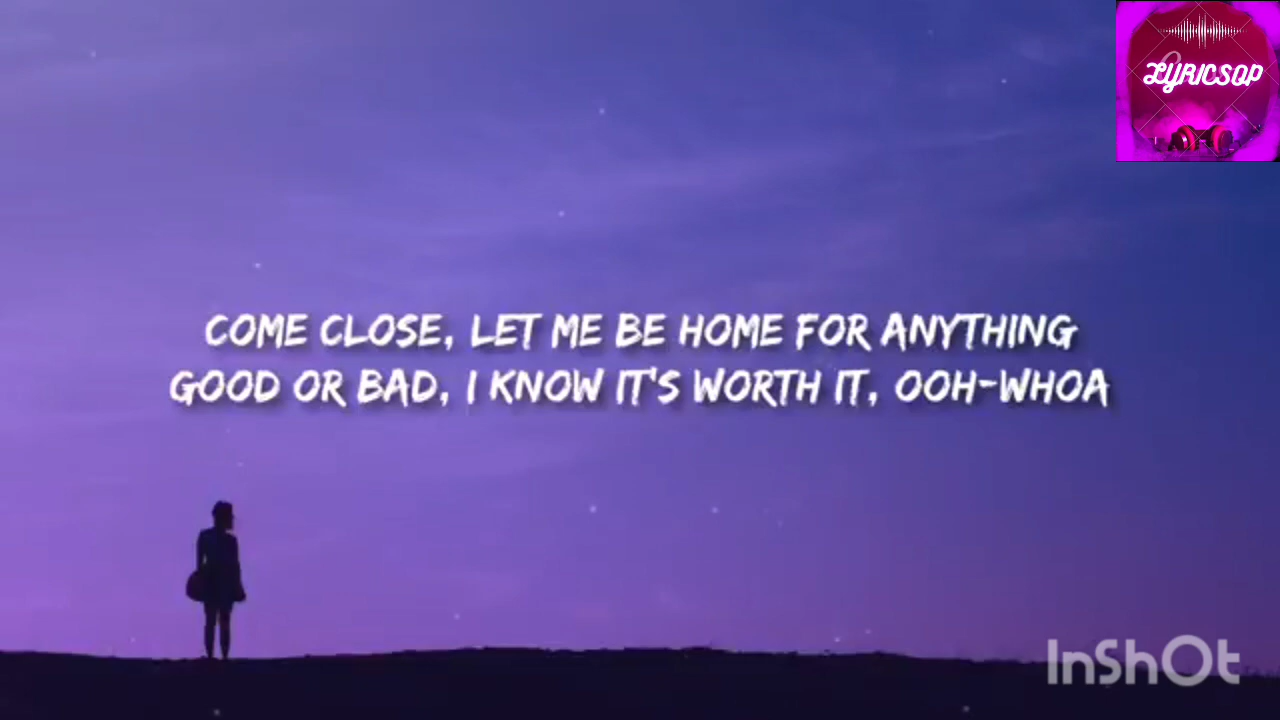 LYRICSOP
COME CLOSE, LET ME BE HOME FOR ANYTHING
GOOD OR BAD, I KNOW IT'S WORTH IT, OOH-WHOA
InShOt